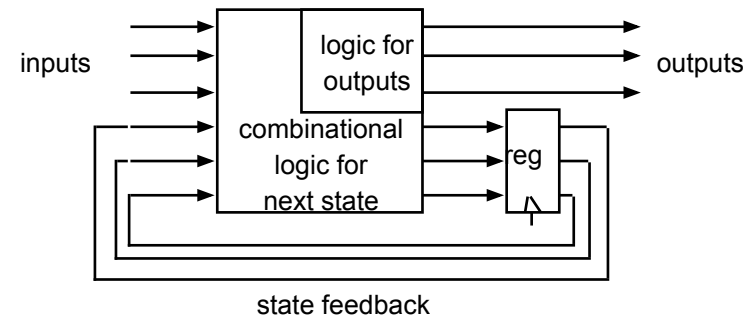 inputs
logic for
outputs
outputs
combinational
logic for
next state
reg
state feedback